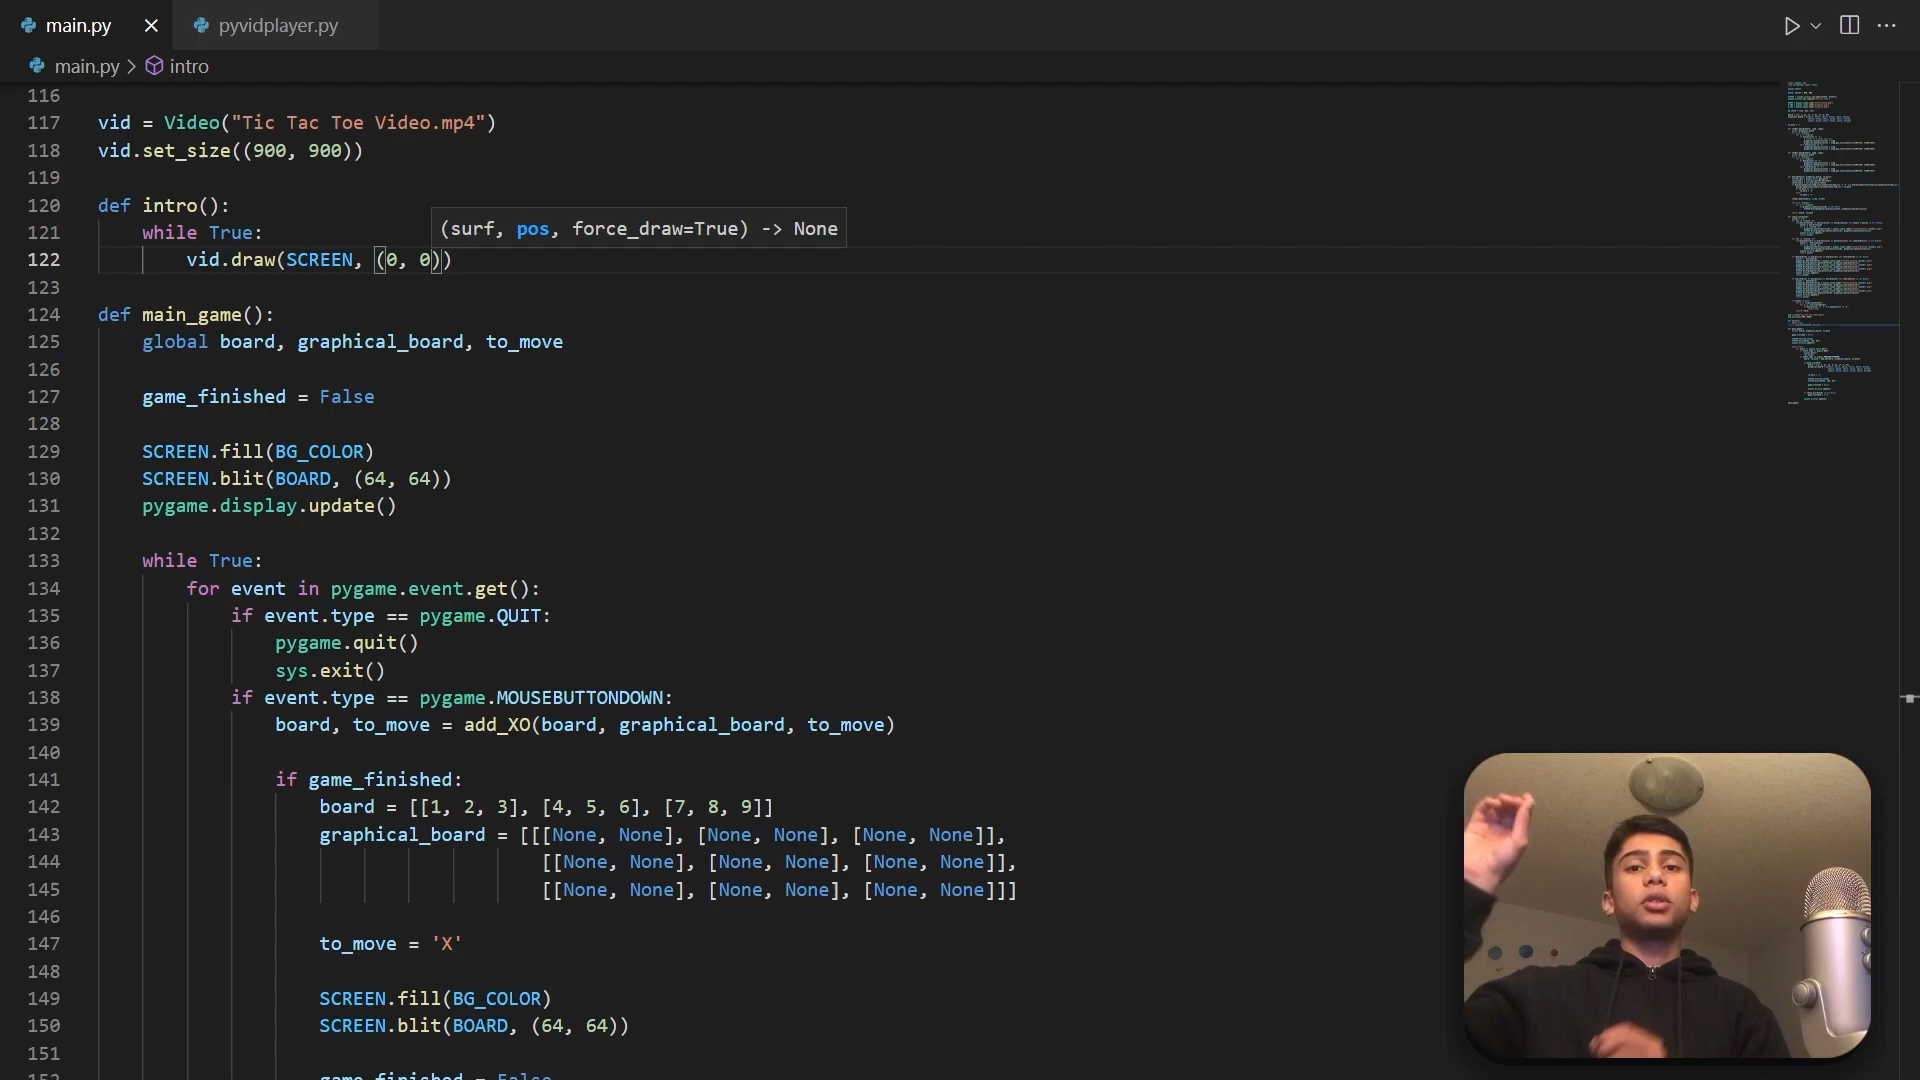 main.py
pyvidplayer.py
main.py > intro
116
117 vid = Video("Tic Tac Toe Video.mp4")
118 vid.set_size((900, 900))
119
120 def intro():
(surf, pos, force_draw=True) -> None
121 while True:
122 vid.draw(SCREEN, (0, 0))
123
124 def main_game():
125 global board, graphical_board, to_move
126
127 game_finished = False
128
129 SCREEN.fill(BG_COLOR)
130 SCREEN.blit(BOARD, (64, 64))
131 pygame.display.update()
132
133 while True:
134 for event in pygame.event.get():
135 if event.type == pygame.QUIT:
136 pygame.quit()
137 sys.exit()
138 if event.type == pygame.MOUSEBUTTONDOWN:
139 board, to_move = add_XO(board, graphical_board, to_move)
140
141 if game_finished:
142 board = [[1, 2, 3], [4, 5, 6], [7, 8, 9]]
143 graphical_board = [[[None, None], [None, None], [None, None]],
144 [[None, None], [None, None], [None, None]],
145 [[None, None], [None, None], [None, None]]]
146
147 to_move = 'X'
148
149 SCREEN.fill(BG_COLOR)
150 SCREEN.blit(BOARD, (64, 64))
151
152 game_finished = False